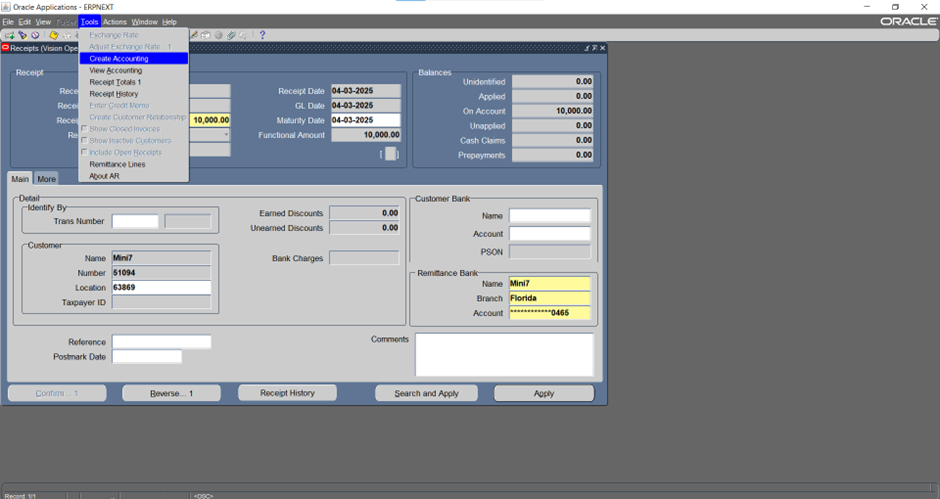 Oracle Applications - ERPNEXT
File Edit View Folder Tools Actions Window Help
ORACLE
Exchange Rate
Adjust Exchange Rate 1
Create Accounting
View Accounting
Receipt Totals 1
Receipt History
Enter Credit Memo
Create Customer Relationship
Show Closed Invoices
Show Inactive Customers
Include Open Receipts
Remittance Lines
About AR
Receipts (Vision Ope
Receipt
Rece
Receip
Receip 10,000.00
Re
Receipt Date 04-03-2025
GL Date 04-03-2025
Maturity Date 04-03-2025
Functional Amount 10,000.00
[ ]
Balances
Unidentified 0.00
Applied 0.00
On Account 10,000.00
Unapplied 0.00
Cash Claims 0.00
Prepayments 0.00
Main More
Detail
Identify By
Trans Number
Customer
Name Mini7
Number 51094
Location 63869
Taxpayer ID
Earned Discounts 0.00
Unearned Discounts 0.00
Bank Charges
Customer Bank
Name
Account
PSON
Remittance Bank
Name Mini7
Branch Florida
Account ************0465
Reference
Postmark Date
Comments
Confirm... 1 Reverse... 1 Receipt History Search and Apply Apply
Record: 1/1 ... <OSC>